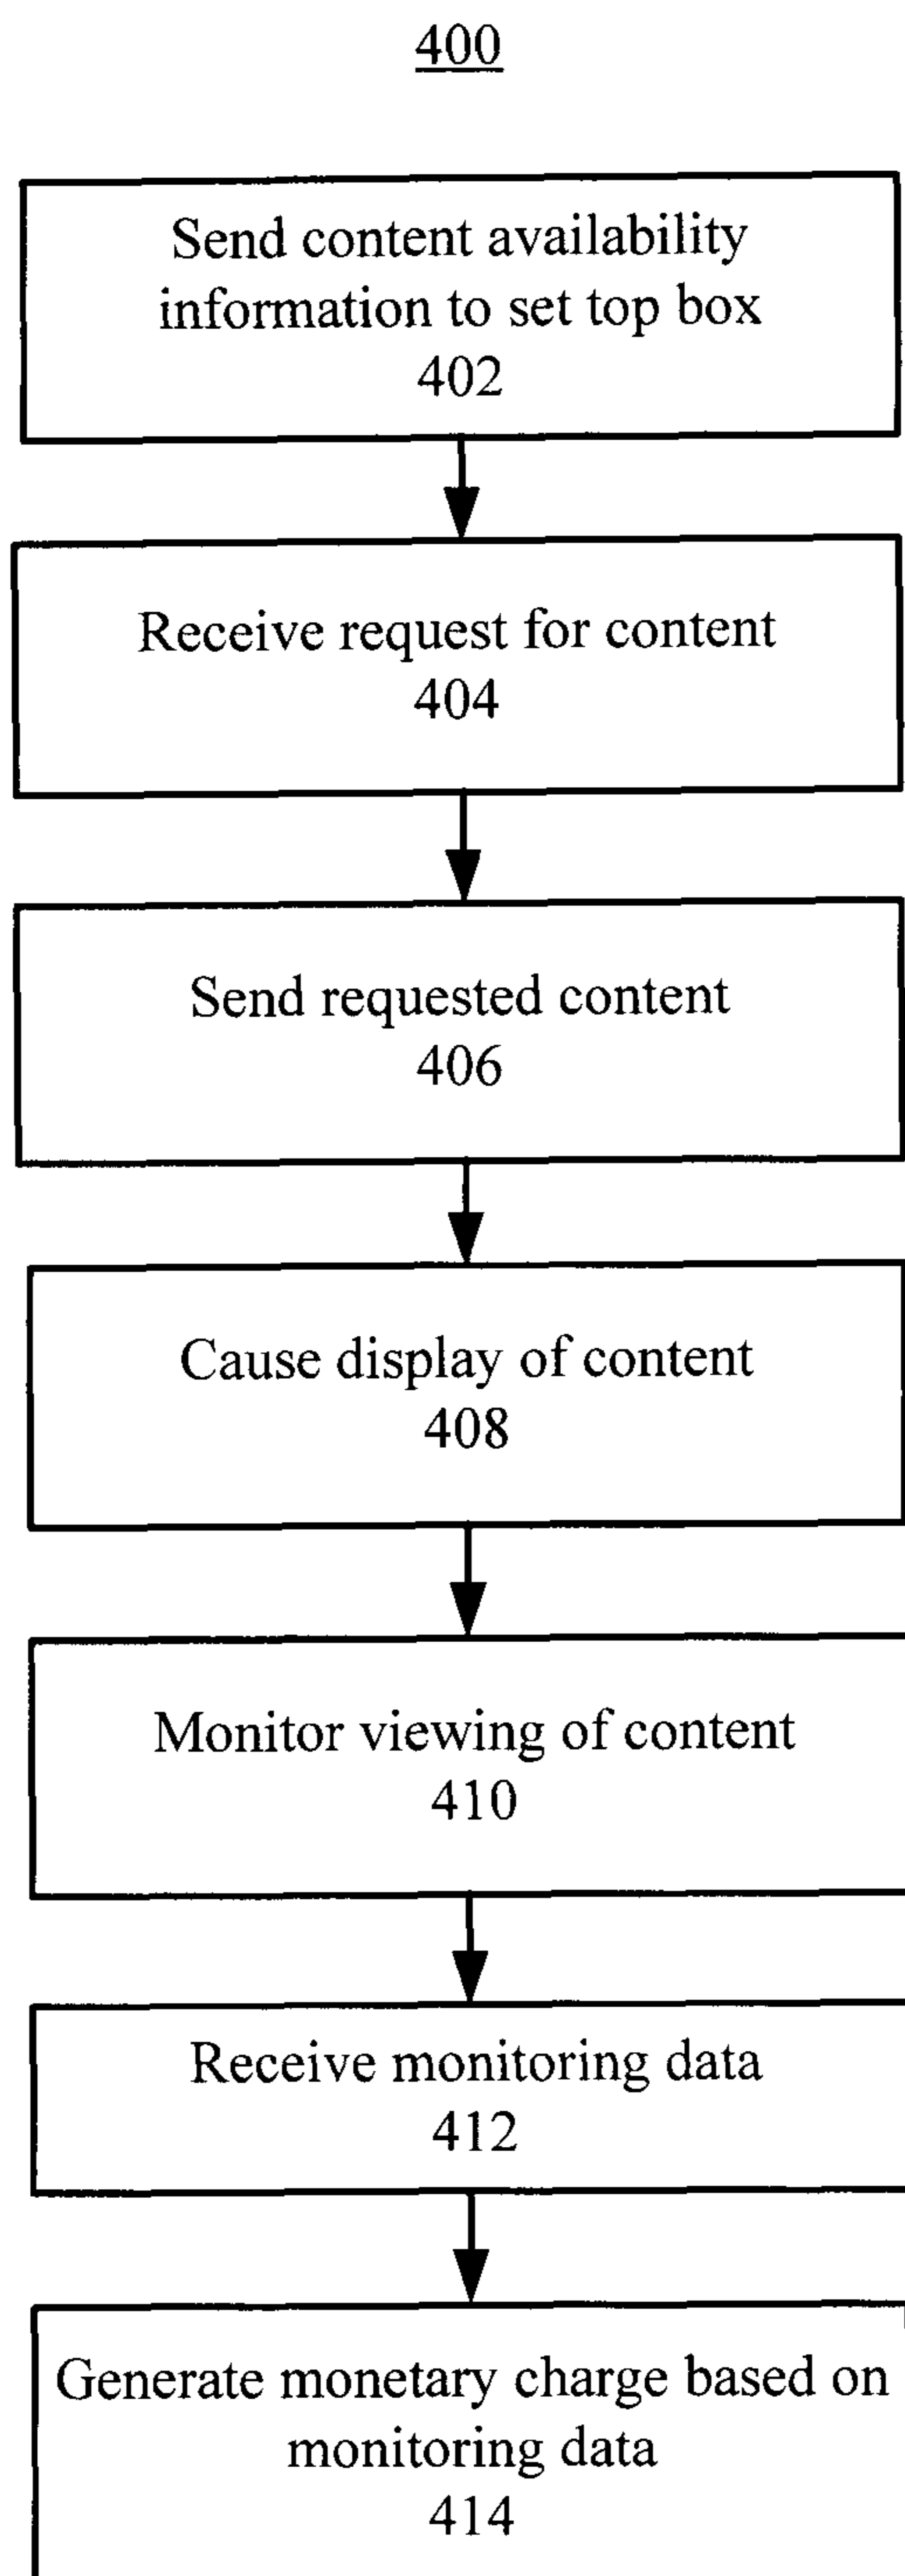 400
Send content availability
information to set top box
402
Receive request for content
404
Send requested content
406
Cause display of content
408
Monitor viewing of content
410
Receive monitoring data
412
Generate monetary charge based on
monitoring data
414